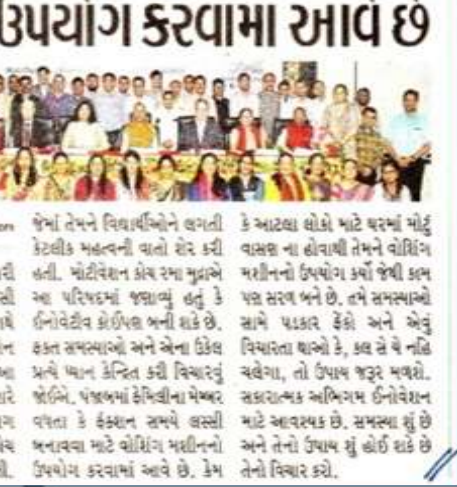 ઉપયોગ કરવામાં આવે છે
જેમાં તેમને વિદ્યાર્થીઓને લગતી
કેટલીક મહત્વની વાતો શેર કરી
હતી. મોટીવેશન કોચ રમા મુંદ્રાએ
આ પરિષદમાં જણાવ્યું હતું કે
ઈનોવેટીવ કોઈપણ બની શકે છે.
ફક્ત સમસ્યાઓ અને એના ઉકેલ
પ્રત્યે ધ્યાન કેન્દ્રિત કરી વિચારવું
જોઈએ. પંજાબમાં ફેમિલીના મેમ્બર
વધતા કે ફંક્શન સમયે લસ્સી
બનાવવા માટે વોશિંગ મશીનનો
ઉપયોગ કરવામાં આવે છે. કેમ
કે આટલા લોકો માટે ઘરમાં મોટું
વાસણ ના હોવાથી તેમને વોશિંગ
મશીનનો ઉપયોગ કર્યો જેથી કામ
પણ સરળ બને છે. તમે સમસ્યાઓ
સામે પડકાર ફેંકો અને એવું
વિચારતા થાઓ કે, કલ સે યે નહિ
ચલેગા, તો ઉપાય જરૂર મળશે.
સકારાત્મક અભિગમ ઈનોવેશન
માટે આવશ્યક છે. સમસ્યા શું છે
અને તેનો ઉપાય શું હોઈ શકે છે
તેનો વિચાર કરો.